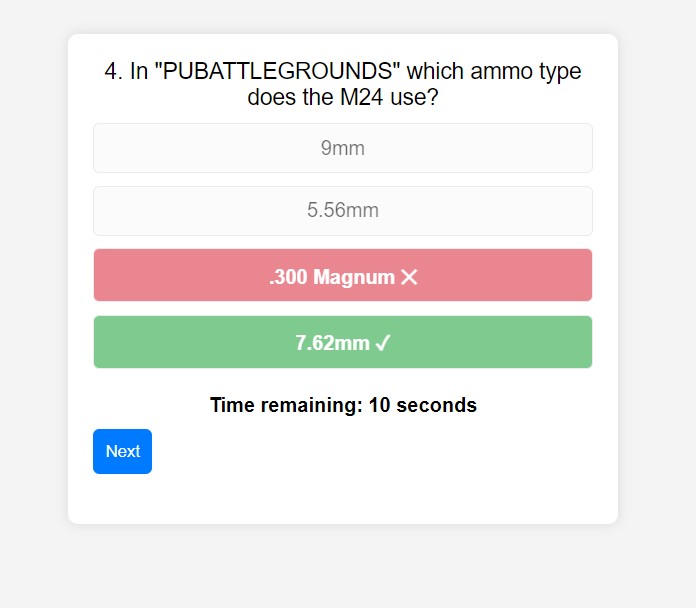 4. In "PUBATTLEGROUNDS" which ammo type
does the M24 use?
9mm
5.56mm
.300 Magnum ✕
7.62mm ✓
Time remaining: 10 seconds
Next